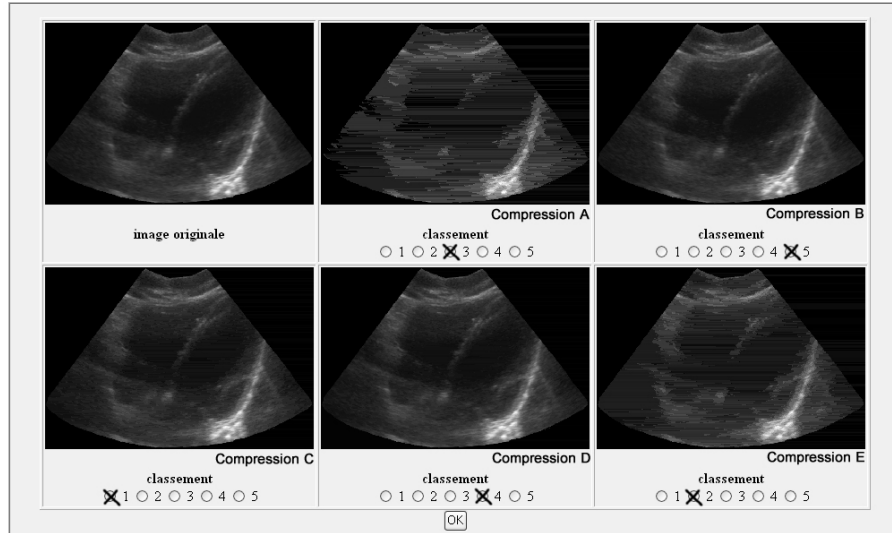 Compression A
Compression B
image originale
classement
classement
1 2 3 4 5
1 2 3 4 5
Compression C
Compression D
Compression E
classement
classement
classement
1 2 3 4 5
1 2 3 4 5
1 2 3 4 5
OK